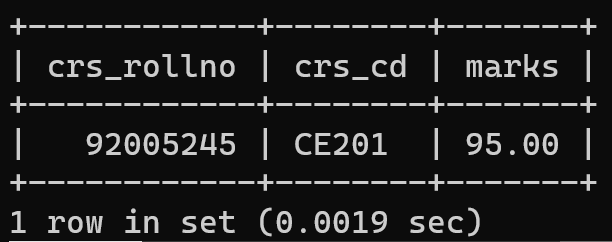 +------------+--------+-------+
| crs_rollno | crs_cd | marks |
+------------+--------+-------+
|   92005245 | CE201  | 95.00 |
+------------+--------+-------+
1 row in set (0.0019 sec)